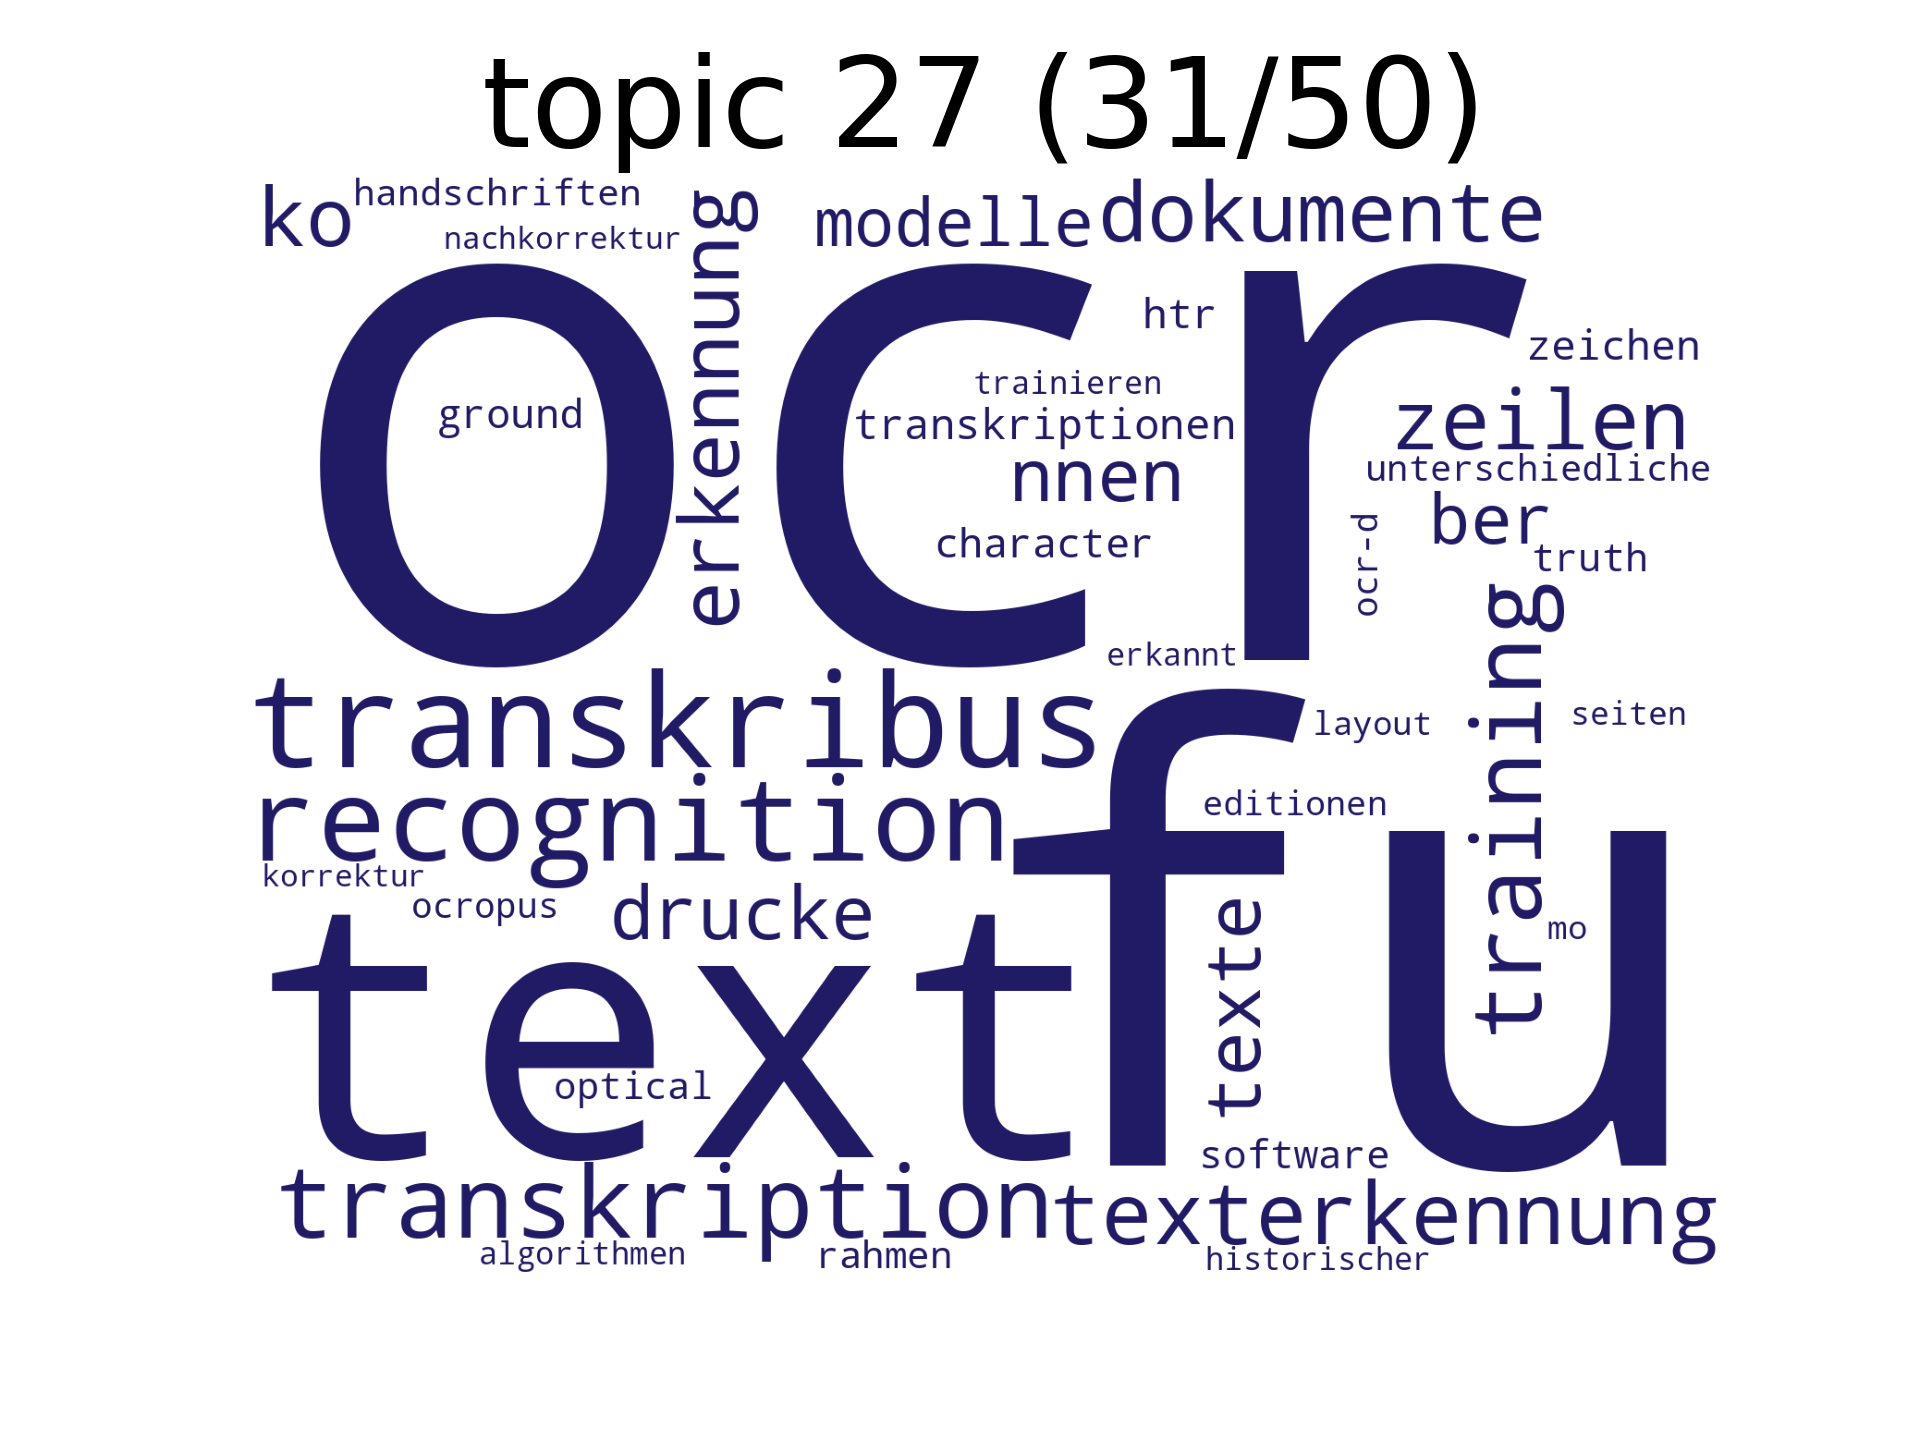 topic 27 (31/50)
ko
handschriften
nachkorrektur
erkennung
modelle
dokumente
ocr
htr
zeichen
ground
trainieren
transkriptionen
zeilen
nnen
unterschiedliche
character
ocr-d
ber
truth
erkannt
training
transkribus
layout
seiten
recognition
fu
editionen
korrektur
ocropus
drucke
texte
mo
text
optical
software
transkription
texterkennung
algorithmen
rahmen
historischer